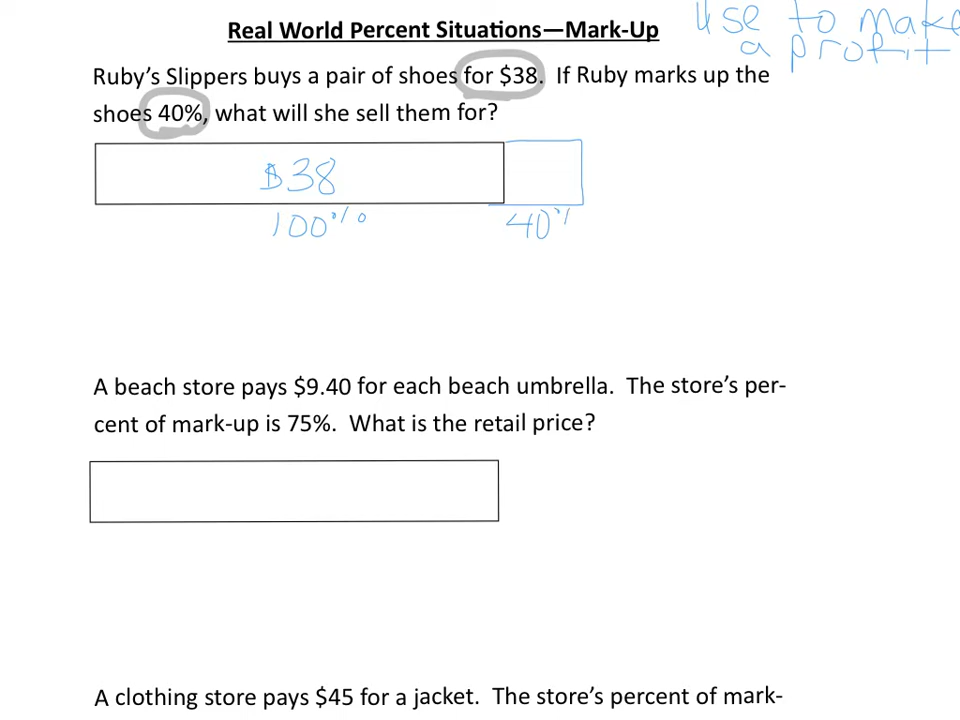 Real World Percent Situations—Mark-Up
use to make
a profit
Ruby's Slippers buys a pair of shoes for $38. If Ruby marks up the
shoes 40%, what will she sell them for?
$38
100% 40%
A beach store pays $9.40 for each beach umbrella. The store's per-
cent of mark-up is 75%. What is the retail price?
A clothing store pays $45 for a jacket. The store's percent of mark-